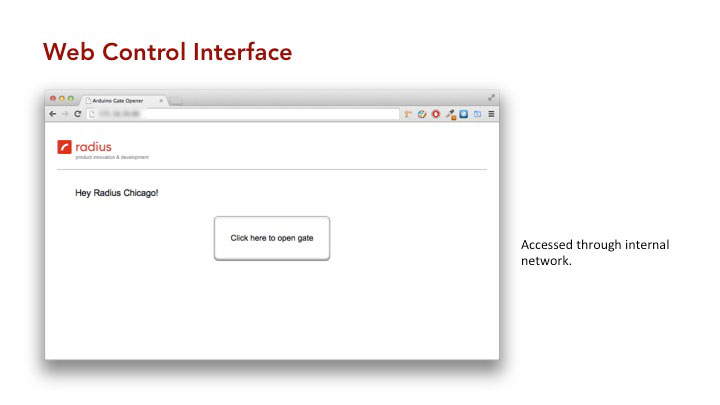 Web Control Interface
Arduino Gate Opener
radius
product innovation & development
Hey Radius Chicago!
Click here to open gate
Accessed through internal
network.